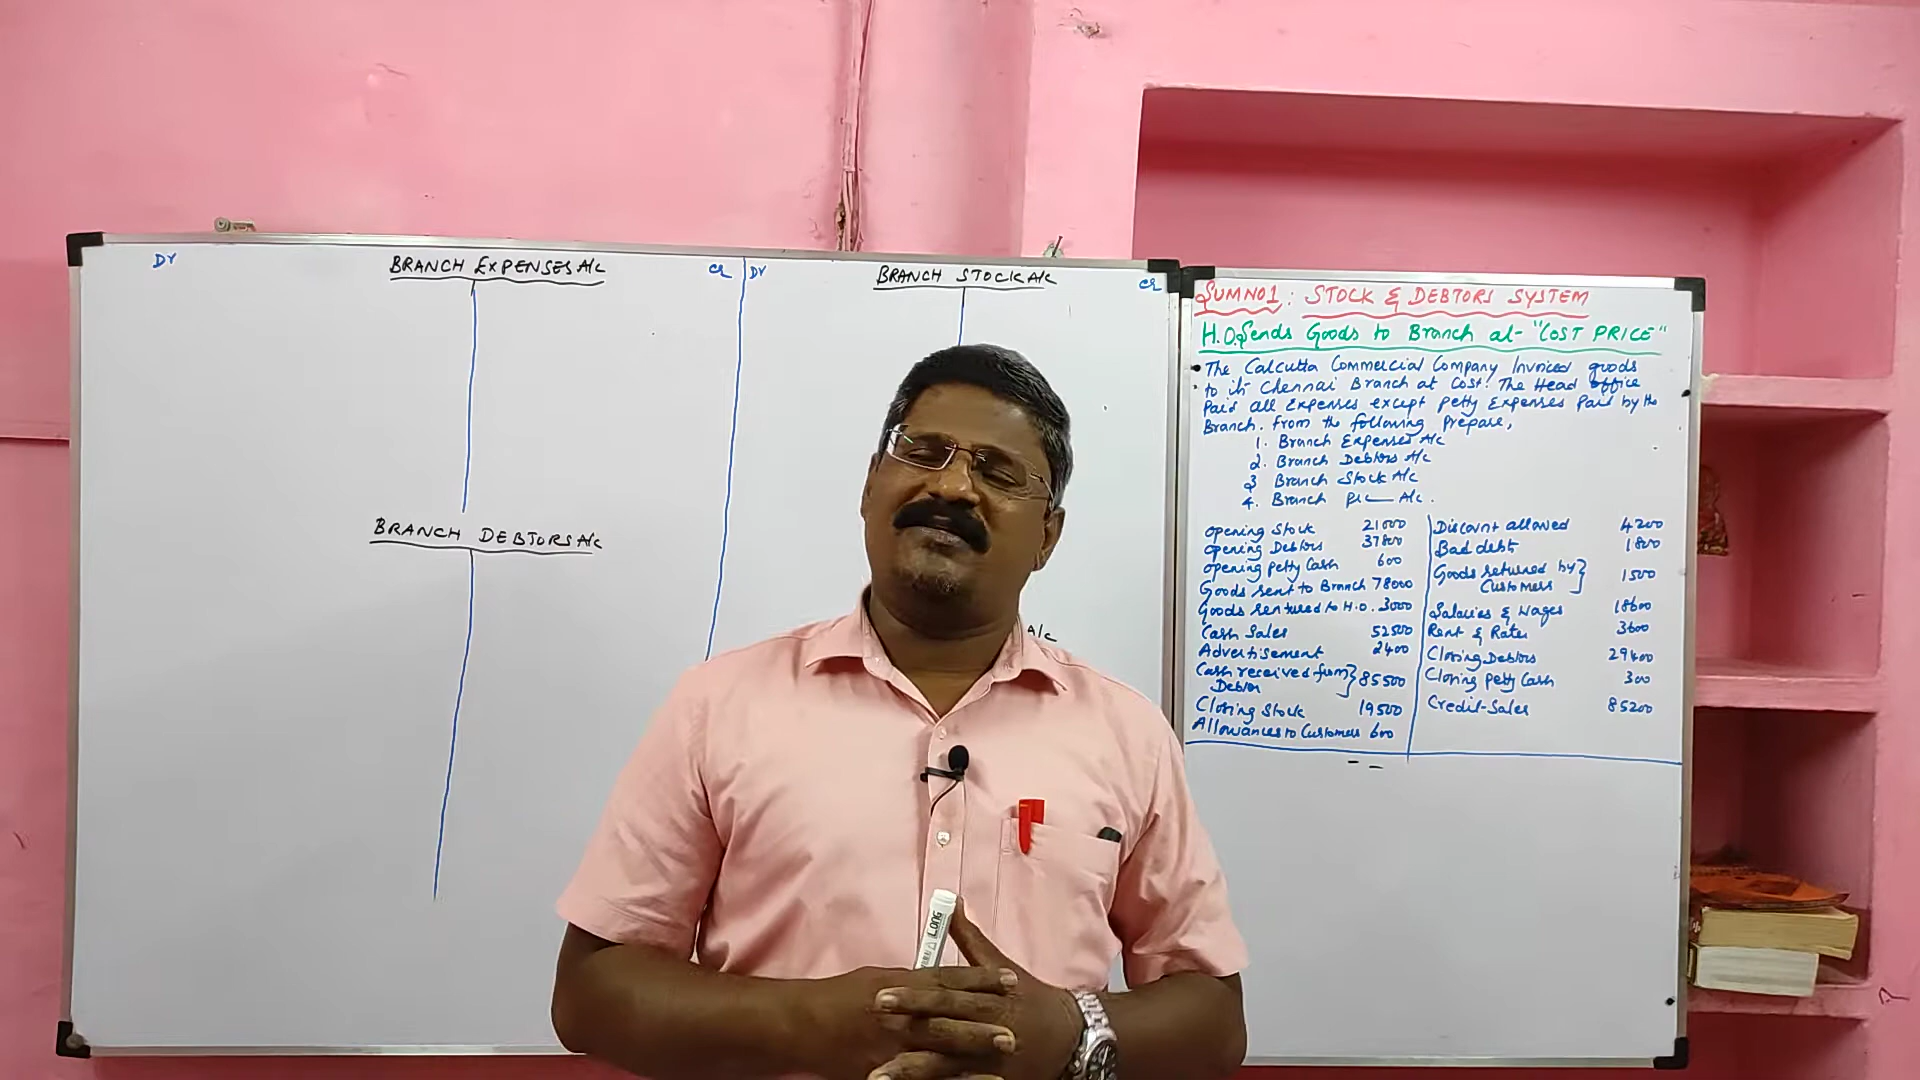 Dr BRANCH EXPENSES A/c Cr
Dr BRANCH STOCK A/c Cr
BRANCH DEBTORS A/c
A/c
SUM NO1 : STOCK & DEBTORS SYSTEM
H.O. Sends Goods to Branch at "COST PRICE"
The Calcutta Commercial Company Invoiced goods
to its Chennai Branch at Cost. The Head office
Paid all Expenses except petty Expenses Paid by the
Branch. From the following Prepare,
1. Branch Expenses A/c
2. Branch Debtors A/c
3 Branch Stock A/c
4. Branch P&L A/c.
Opening Stock 21000
Opening Debtors 37800
Opening Petty Cash 600
Goods sent to Branch 78000
Goods rentured to H.O. 3000
Cash Sales 52500
Advertisement 2400
Cash received from } 85500
Debtor
Closing Stock 19500
Allowances to Customers 600
Discount allowed 4200
Bad debt 1800
Goods returned by } 1500
Customers
Salaries & Wages 18600
Rent & Rates 3600
Closing Debtors 29400
Closing Petty Cash 300
Credit Sales 85200
LONG